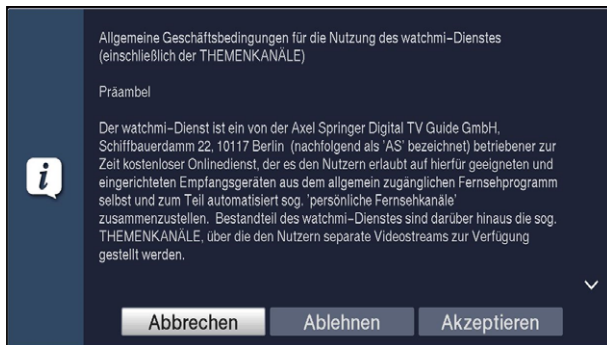 Allgemeine Geschäftsbedingungen für die Nutzung des watchmi-Dienstes
(einschließlich der THEMENKANÄLE)
Präambel
Der watchmi-Dienst ist ein von der Axel Springer Digital TV Guide GmbH,
Schiffbauerdamm 22, 10117 Berlin (nachfolgend als 'AS' bezeichnet) betriebener zur
Zeit kostenloser Onlinedienst, der es den Nutzern erlaubt auf hierfür geeigneten und
eingerichteten Empfangsgeräten aus dem allgemein zugänglichen Fernsehprogramm
selbst und zum Teil automatisiert sog. 'persönliche Fernsehkanäle'
zusammenzustellen. Bestandteil des watchmi-Dienstes sind darüber hinaus die sog.
THEMENKANÄLE, über die den Nutzern separate Videostreams zur Verfügung
gestellt werden.
i
Abbrechen Ablehnen Akzeptieren